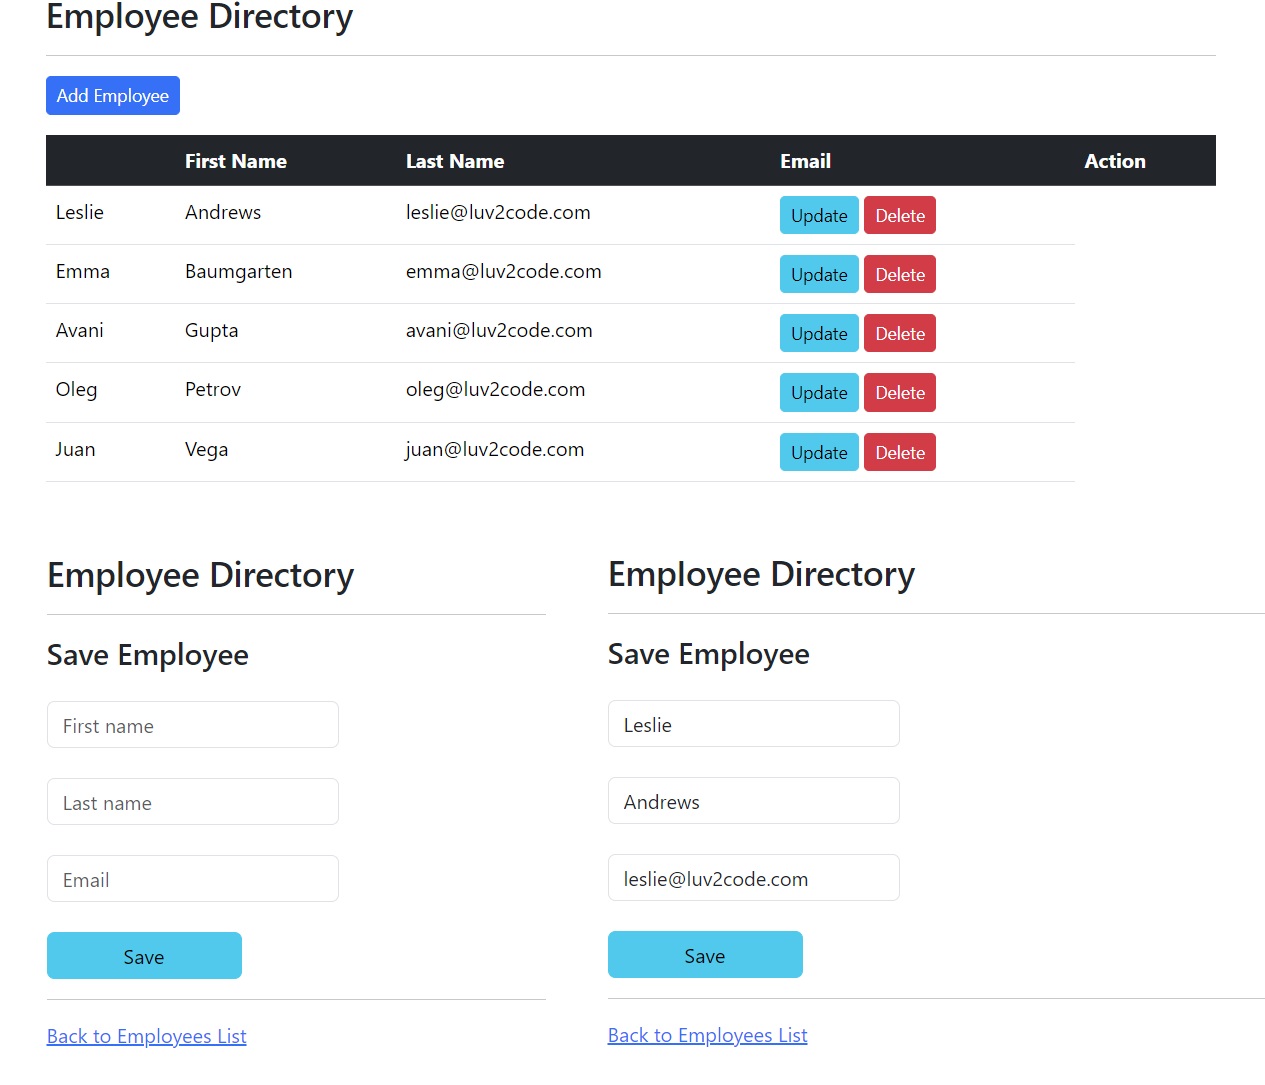 Employee Directory
Add Employee
First Name Last Name Email Action
Leslie Andrews leslie@luv2code.com Update Delete
Emma Baumgarten emma@luv2code.com Update Delete
Avani Gupta avani@luv2code.com Update Delete
Oleg Petrov oleg@luv2code.com Update Delete
Juan Vega juan@luv2code.com Update Delete
Employee Directory
Save Employee
First name
Last name
Email
Save
Back to Employees List
Employee Directory
Save Employee
Leslie
Andrews
leslie@luv2code.com
Save
Back to Employees List